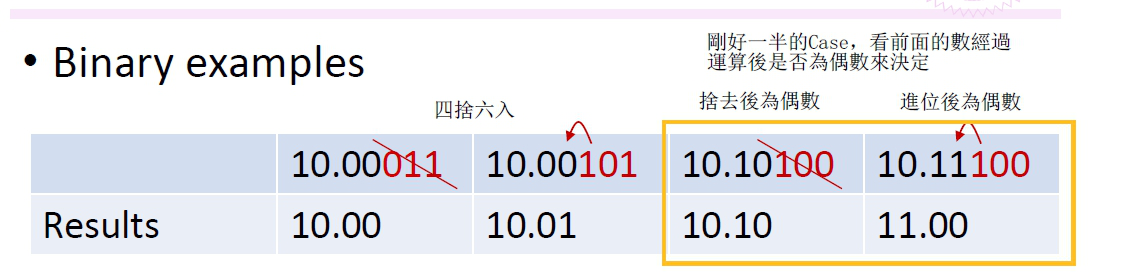 剛好一半的Case，看前面的數經過
運算後是否為偶數來決定
• Binary examples
四捨六入
捨去後為偶數
進位後為偶數
10.00011 10.00101 10.10100 10.11100
Results 10.00 10.01 10.10 11.00